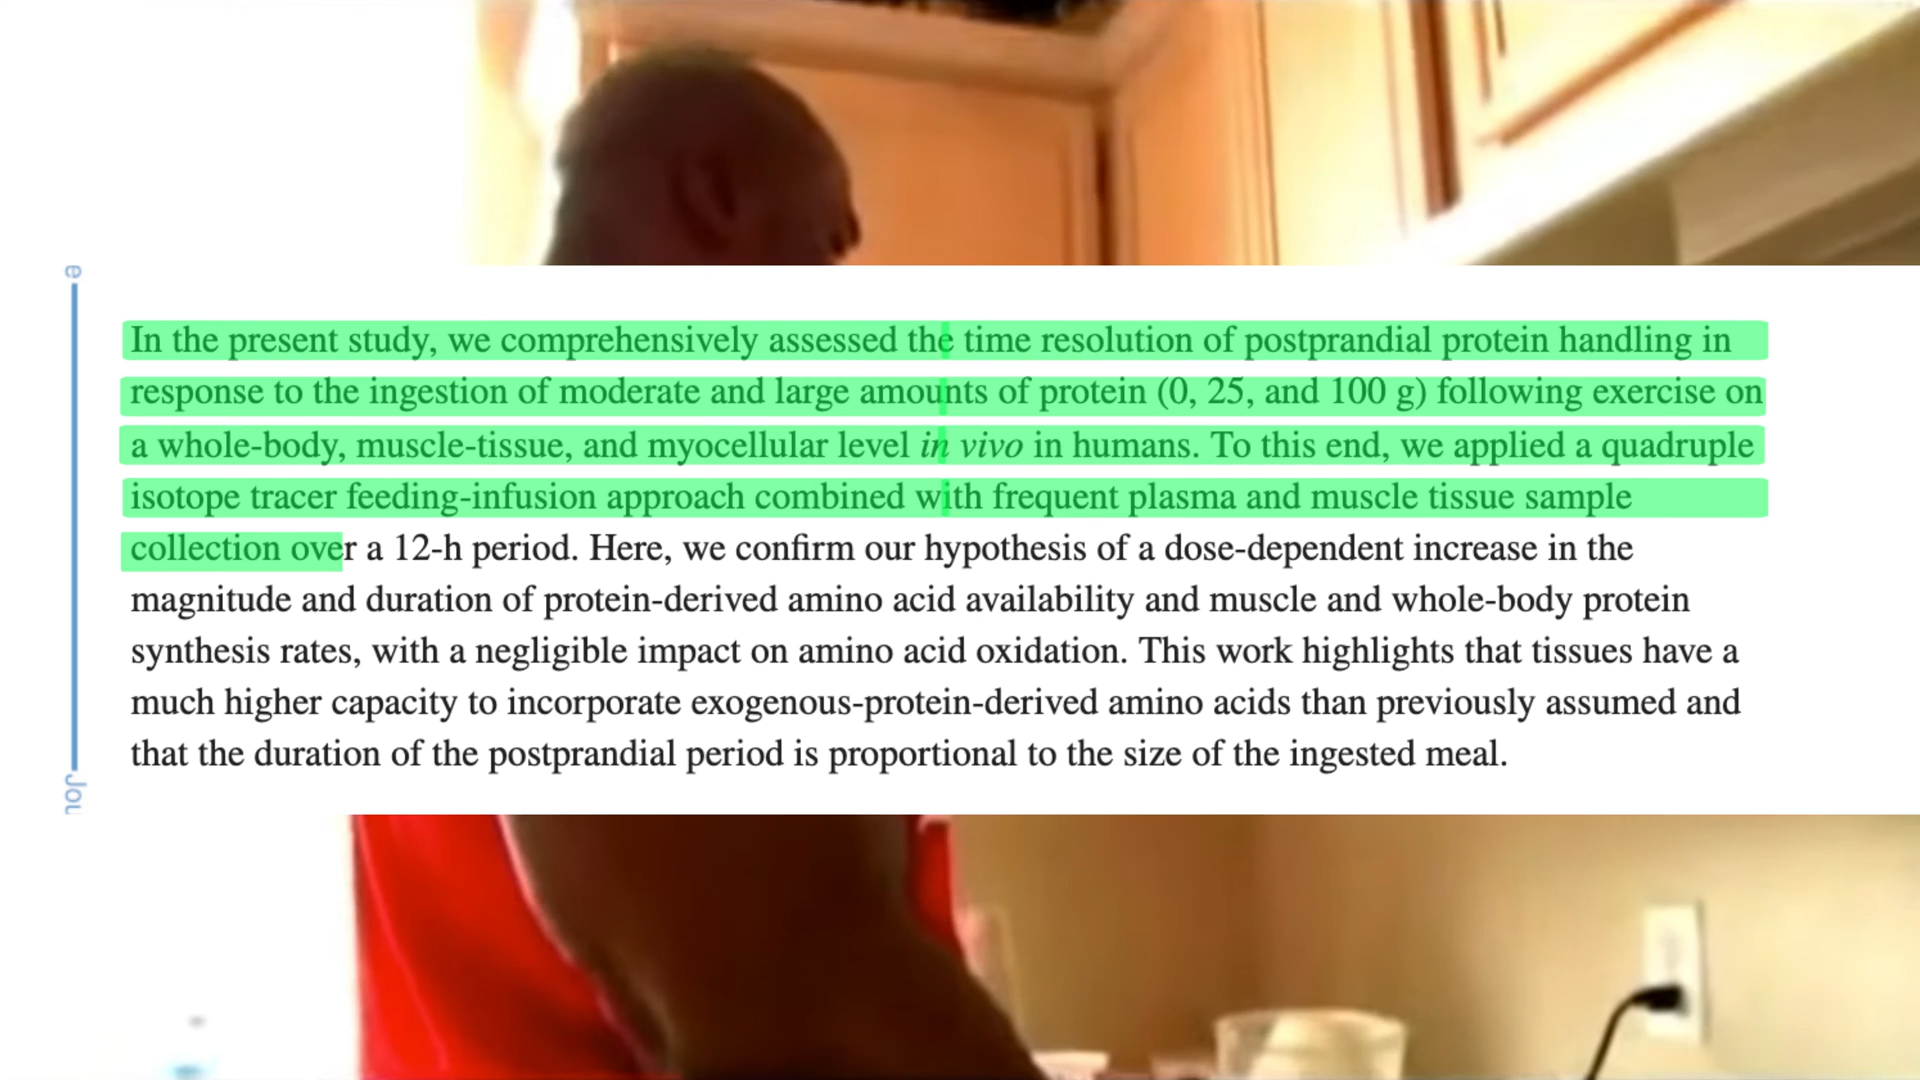 In the present study, we comprehensively assessed the time resolution of postprandial protein handling in
response to the ingestion of moderate and large amounts of protein (0, 25, and 100 g) following exercise on
a whole-body, muscle-tissue, and myocellular level in vivo in humans. To this end, we applied a quadruple
isotope tracer feeding-infusion approach combined with frequent plasma and muscle tissue sample
collection over a 12-h period. Here, we confirm our hypothesis of a dose-dependent increase in the
magnitude and duration of protein-derived amino acid availability and muscle and whole-body protein
synthesis rates, with a negligible impact on amino acid oxidation. This work highlights that tissues have a
much higher capacity to incorporate exogenous-protein-derived amino acids than previously assumed and
that the duration of the postprandial period is proportional to the size of the ingested meal.